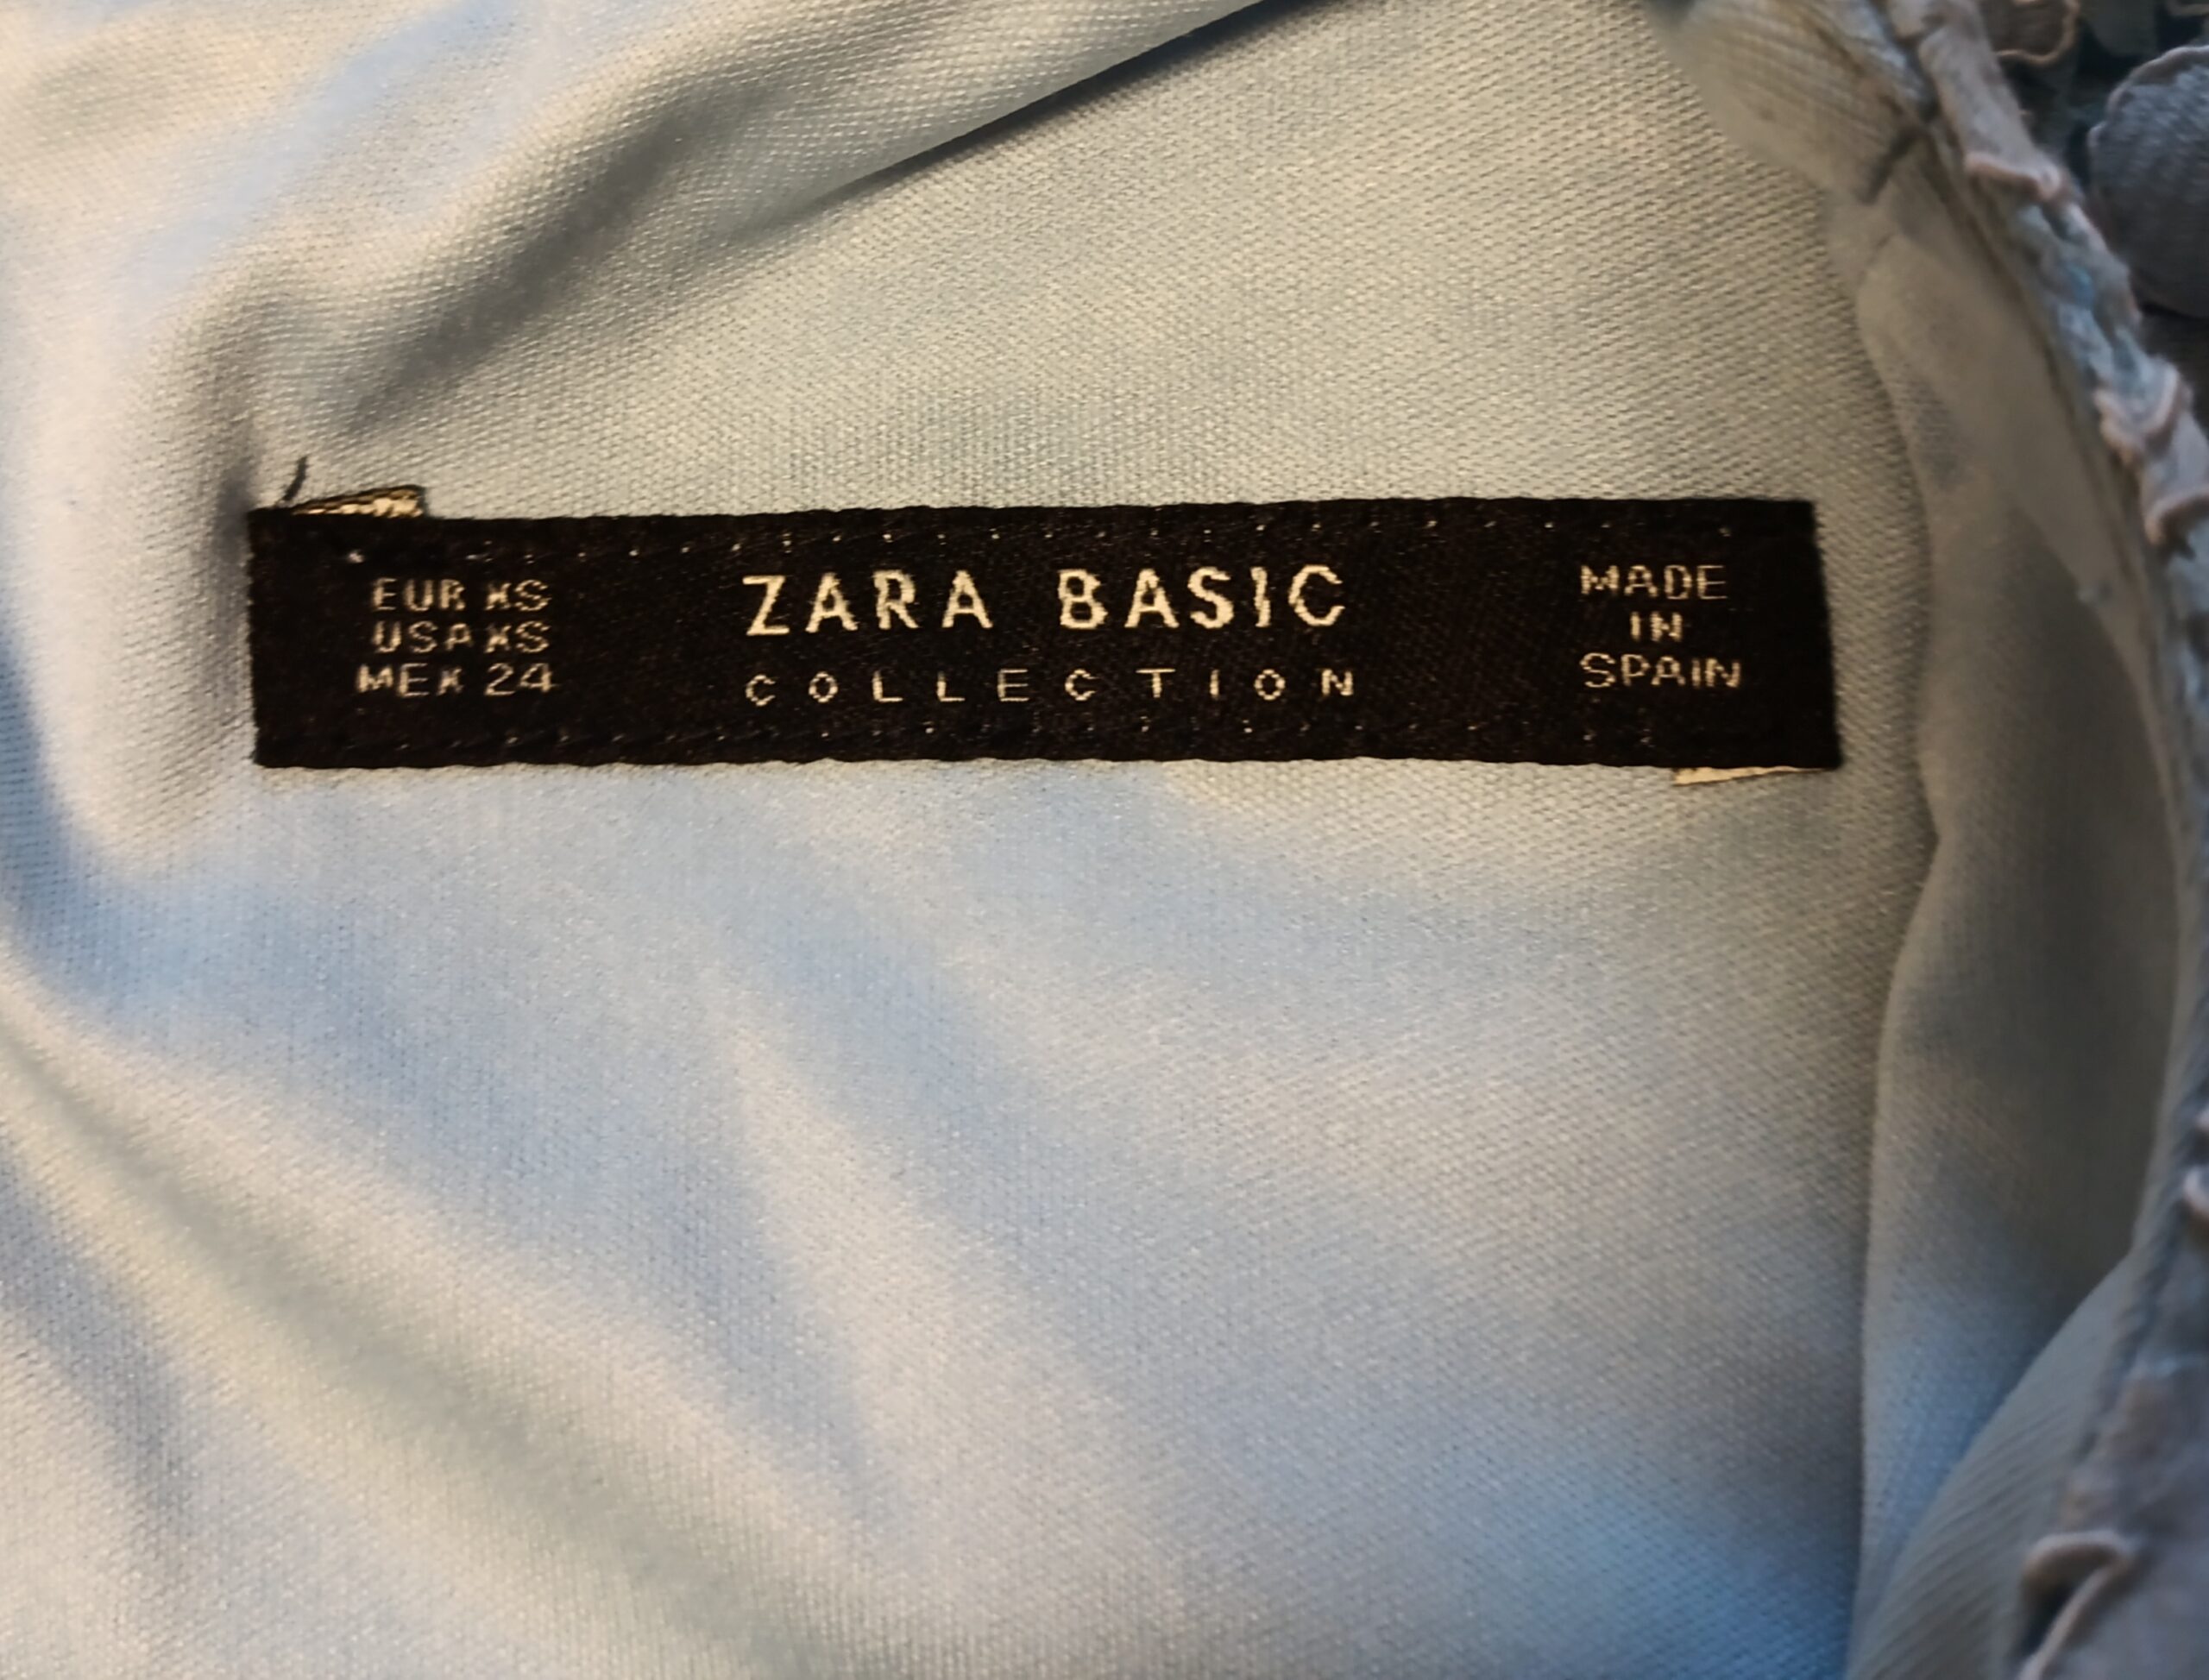 EUR XS
USA XS
MEX 24
ZARA BASIC
COLLECTION
MADE
IN
SPAIN